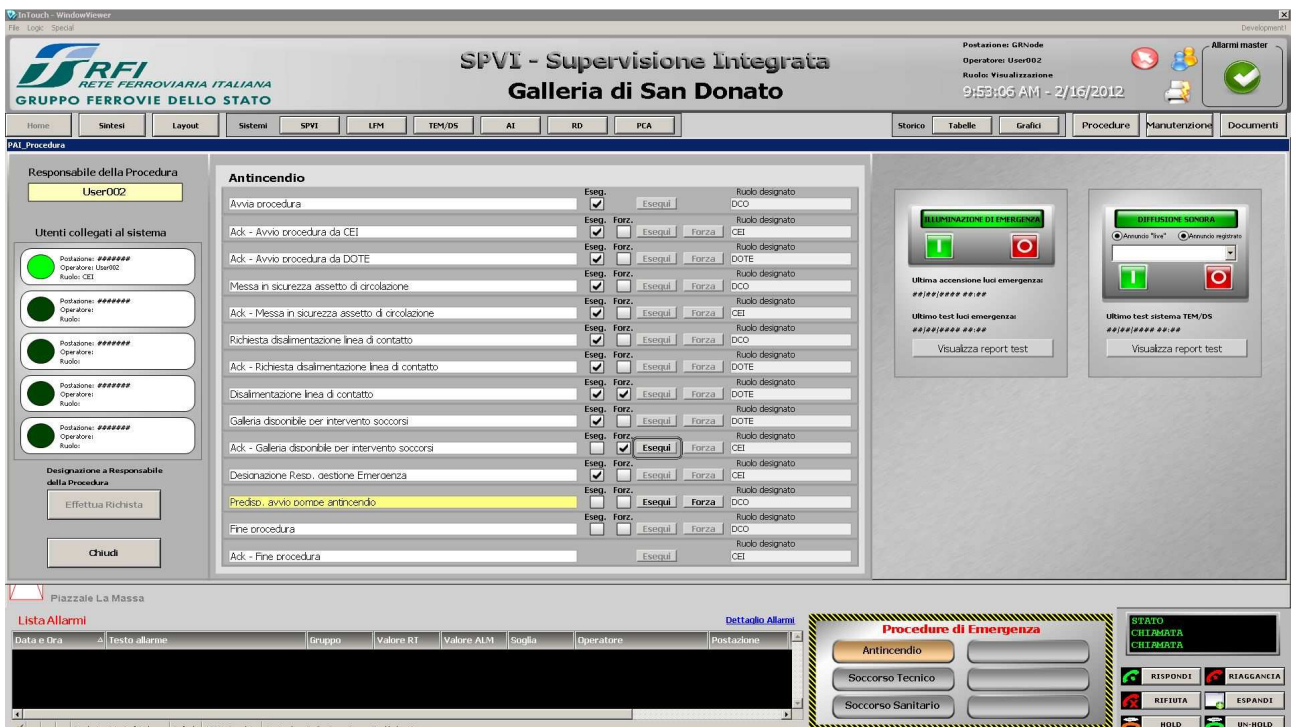 InTouch - WindowViewer
File Logic Special
Development!
RFI
RETE FERROVIARIA ITALIANA
GRUPPO FERROVIE DELLO STATO
SPVI - Supervisione Integrata
Galleria di San Donato
Postazione: GRNode
Operatore: User002
Ruolo: Visualizzazione
9:53:06 AM - 2/16/2012
Allarmi master
Home Sintesi Layout Sistemi SPVI LFM TEM/DS AI RD PCA Storico Tabelle Grafici Procedure Manutenzione Documenti
PAI_Procedura
Responsabile della Procedura
User002
Utenti collegati al sistema
Postazione: #######
Operatore: User002
Ruolo: CEI
Postazione: #######
Operatore:
Ruolo:
Postazione: #######
Operatore:
Ruolo:
Postazione: #######
Operatore:
Ruolo:
Postazione: #######
Operatore:
Ruolo:
Designazione a Responsabile
della Procedura
Effettua Richista
Chiudi
Antincendio
Eseg. Ruolo designato
Avvia procedura Esegui DCO
Eseg. Forz. Ruolo designato
Ack - Avvio procedura da CEI Esegui Forza CEI
Eseg. Forz. Ruolo designato
Ack - Avvio procedura da DOTE Esegui Forza DOTE
Eseg. Forz. Ruolo designato
Messa in sicurezza assetto di circolazione Esegui Forza DCO
Eseg. Forz. Ruolo designato
Ack - Messa in sicurezza assetto di circolazione Esegui Forza CEI
Eseg. Forz. Ruolo designato
Richiesta disalimentazione linea di contatto Esegui Forza DCO
Eseg. Forz. Ruolo designato
Ack - Richiesta disalimentazione linea di contatto Esegui Forza DOTE
Eseg. Forz. Ruolo designato
Disalimentazione linea di contatto Esegui Forza DOTE
Eseg. Forz. Ruolo designato
Galleria disponibile per intervento soccorsi Esegui Forza DOTE
Eseg. Forz. Ruolo designato
Ack - Galleria disponibile per intervento soccorsi Esegui Forza CEI
Eseg. Forz. Ruolo designato
Designazione Resp. gestione Emergenza Esegui Forza CEI
Eseg. Forz. Ruolo designato
Predisp. avvio pompe antincendio Esegui Forza DCO
Eseg. Forz. Ruolo designato
Fine procedura Esegui Forza DCO
Ruolo designato
Ack - Fine procedura Esegui CEI
ILLUMINAZIONE DI EMERGENZA
Ultima accensione luci emergenza:
##/##/#### ##:##
Ultimo test luci emergenza:
##/##/#### ##:##
Visualizza report test
DIFFUSIONE SONORA
Annuncio "live" Annuncio registrato
Ultimo test sistema TEM/DS
##/##/#### ##:##
Visualizza report test
Piazzale La Massa
Lista Allarmi Dettaglio Allarmi
Data e Ora Testo allarme Gruppo Valore RT Valore ALM Soglia Operatore Postazione
Procedure di Emergenza
Antincendio
Soccorso Tecnico
Soccorso Sanitario
STATO
CHIAMATA
CHIAMATA
RISPONDI RIAGGANCIA
RIFIUTA ESPANDI
HOLD UN-HOLD